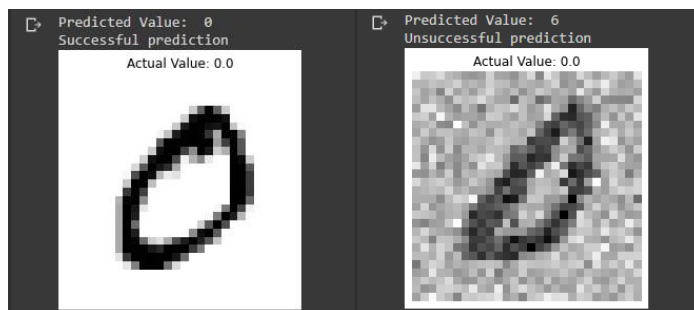 Predicted Value:  0
Successful prediction
Actual Value: 0.0
Predicted Value:  6
Unsuccessful prediction
Actual Value: 0.0